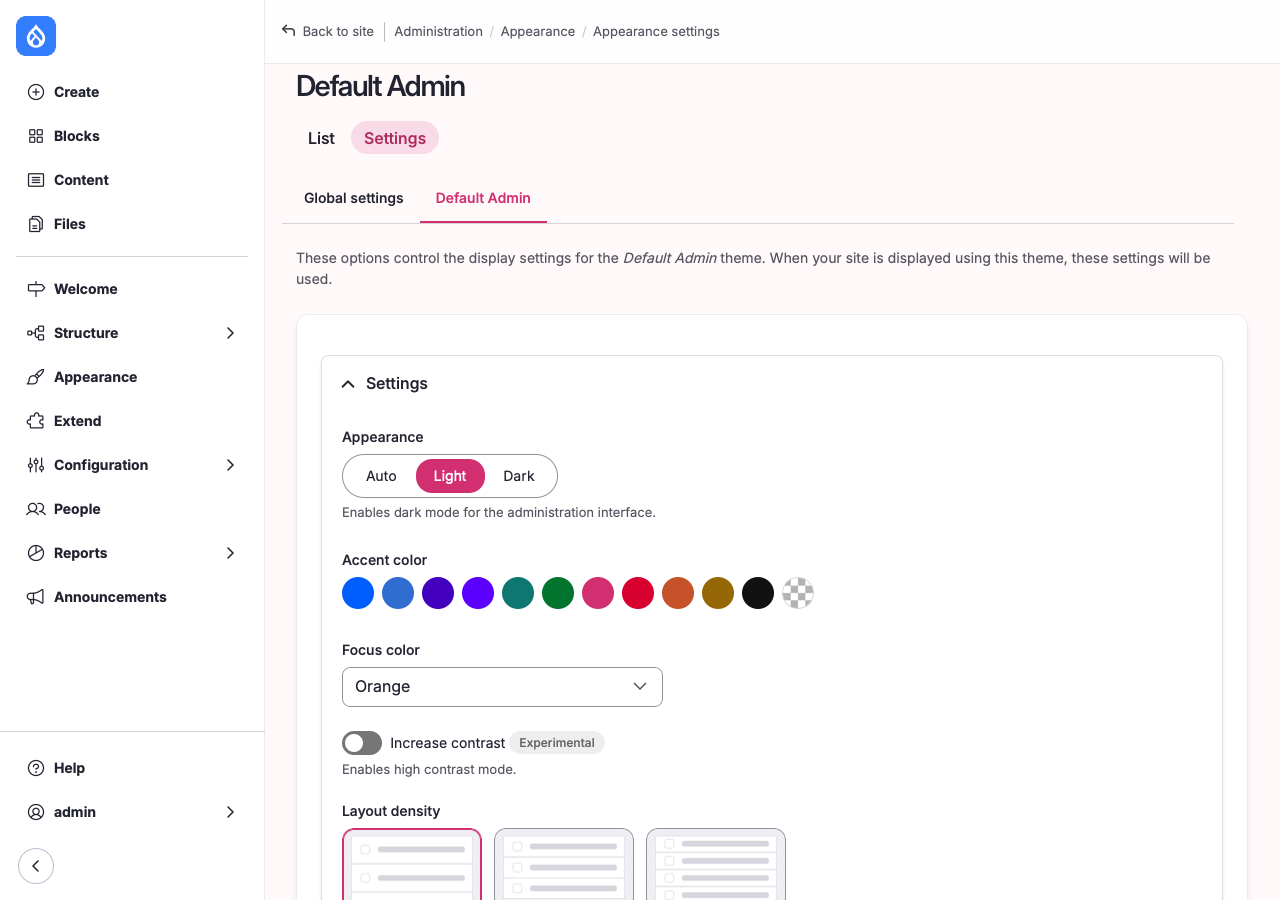 Back to site
Administration / Appearance / Appearance settings
Create
Blocks
Content
Files
Welcome
Structure
Appearance
Extend
Configuration
People
Reports
Announcements
Help
admin
Default Admin
List
Settings
Global settings
Default Admin
These options control the display settings for the Default Admin theme. When your site is displayed using this theme, these settings will be
used.
Settings
Appearance
Auto
Light
Dark
Enables dark mode for the administration interface.
Accent color
Focus color
Orange
Increase contrast Experimental
Enables high contrast mode.
Layout density